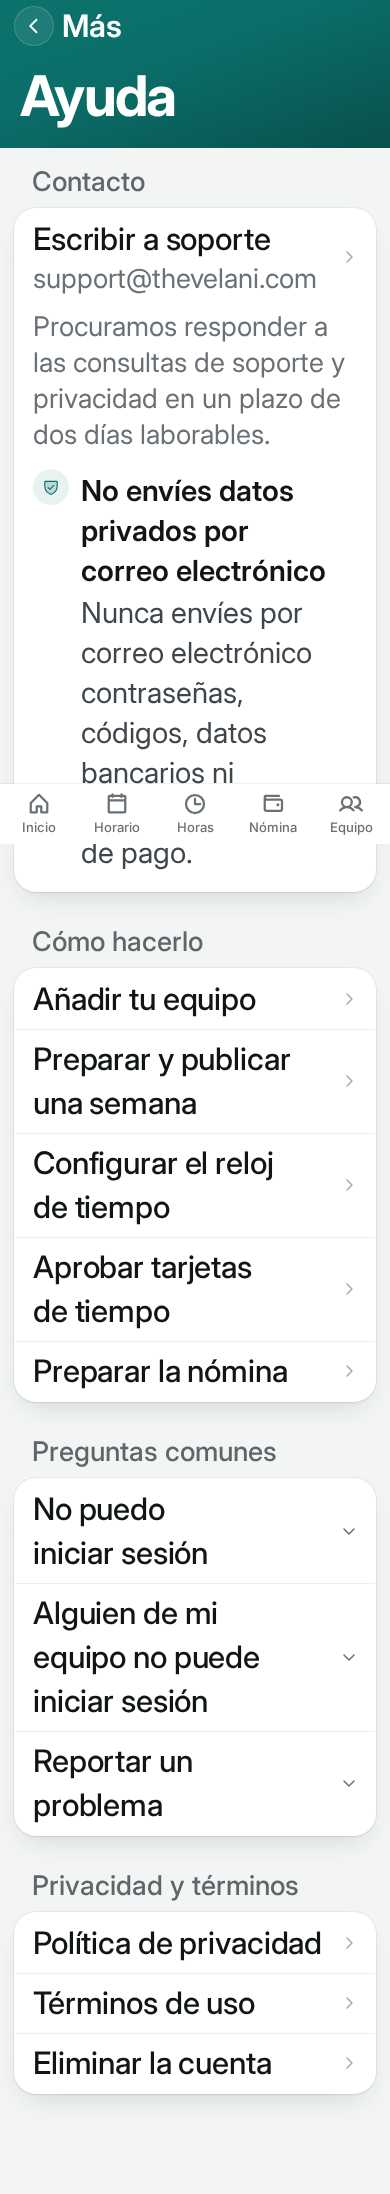 Más
Ayuda
Contacto
Escribir a soporte
support@thevelani.com
Procuramos responder a
las consultas de soporte y
privacidad en un plazo de
dos días laborables.
No envíes datos
privados por
correo electrónico
Nunca envíes por
correo electrónico
contraseñas,
códigos, datos
bancarios ni
Inicio
Horario
Horas
Nómina
Equipo
de pago.
Cómo hacerlo
Añadir tu equipo
Preparar y publicar
una semana
Configurar el reloj
de tiempo
Aprobar tarjetas
de tiempo
Preparar la nómina
Preguntas comunes
No puedo
iniciar sesión
Alguien de mi
equipo no puede
iniciar sesión
Reportar un
problema
Privacidad y términos
Política de privacidad
Términos de uso
Eliminar la cuenta